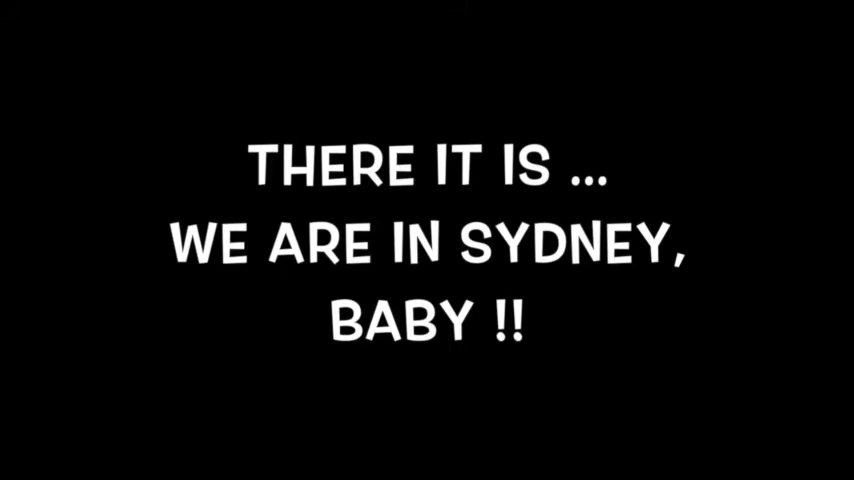 THERE IT IS ...
WE ARE IN SYDNEY,
BABY !!